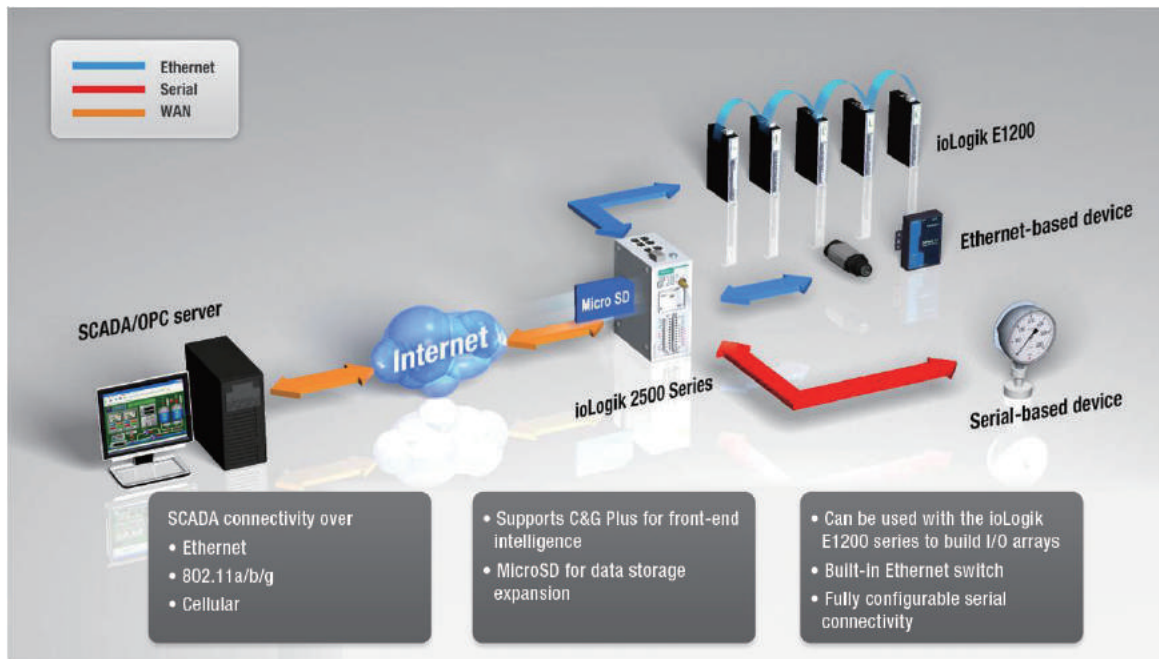 Ethernet
Serial
WAN
ioLogik E1200
Ethernet-based device
Micro SD
SCADA/OPC server
Internet
ioLogik 2500 Series
Serial-based device
SCADA connectivity over
• Ethernet
• 802.11a/b/g
• Cellular
• Supports C&G Plus for front-end
intelligence
• MicroSD for data storage
expansion
• Can be used with the ioLogik
E1200 series to build I/O arrays
• Built-in Ethernet switch
• Fully configurable serial
connectivity